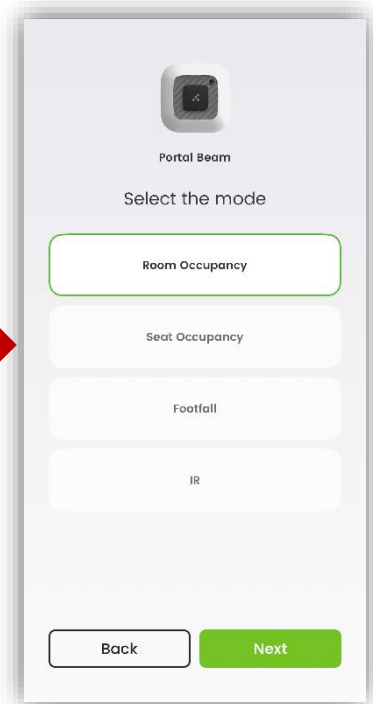 Portal Beam
Select the mode
Room Occupancy
Seat Occupancy
Footfall
IR
Back
Next